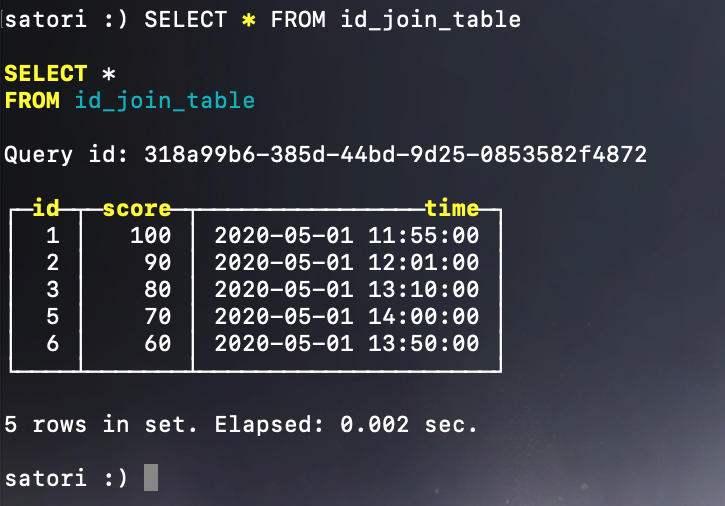 satori :) SELECT * FROM id_join_table
SELECT *
FROM id_join_table
Query id: 318a99b6-385d-44bd-9d25-0853582f4872
id score time
1 100 2020-05-01 11:55:00
2 90 2020-05-01 12:01:00
3 80 2020-05-01 13:10:00
5 70 2020-05-01 14:00:00
6 60 2020-05-01 13:50:00
5 rows in set. Elapsed: 0.002 sec.
satori :)